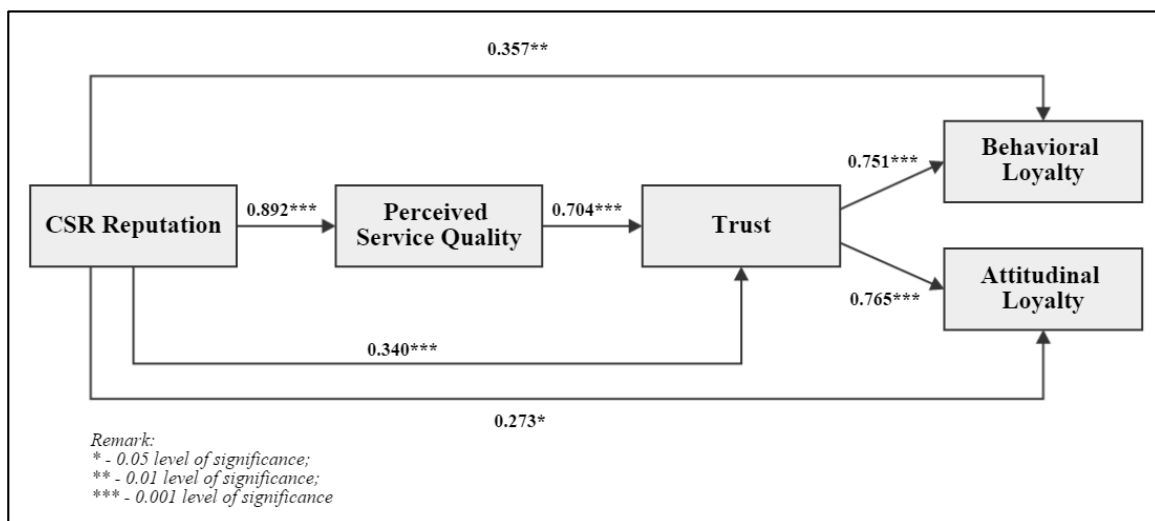 0.357**
Behavioral
Loyalty
0.751***
CSR Reputation
0.892***
Perceived
Service Quality
0.704***
Trust
Attitudinal
Loyalty
0.765***
0.340***
0.273*
Remark:
* - 0.05 level of significance;
** - 0.01 level of significance;
*** - 0.001 level of significance